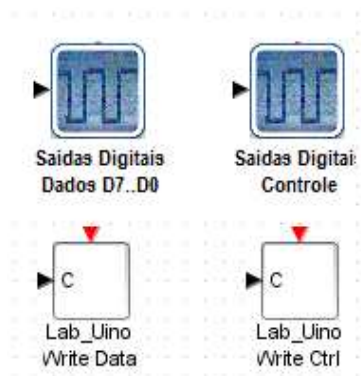 Saidas Digitais
Dados D7..D0
Saidas Digitai
Controle
C
Lab_Uino
Write Data
C
Lab_Uino
Write Ctrl